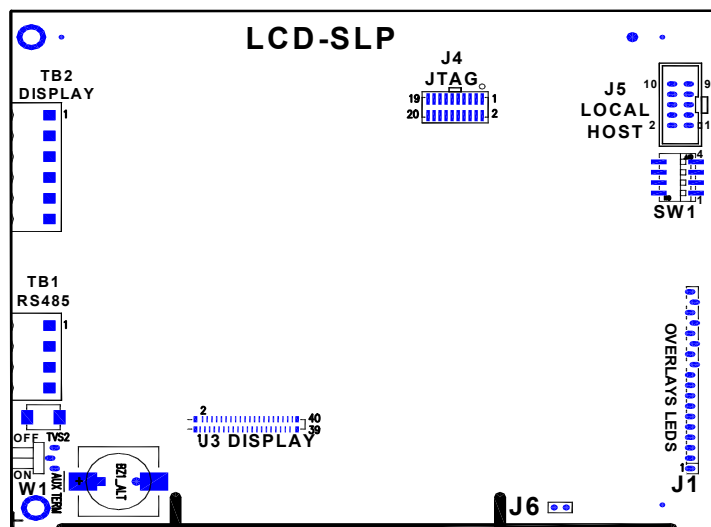 LCD-SLP
J4
JTAG
19
1
20
2
TB2
DISPLAY
1
J5
LOCAL
HOST
10
9
2
1
4
1
SW1
TB1
RS485
1
OVERLAYS LEDS
1
J1
2
40
39
U3 DISPLAY
OFF
TVS2
ON
W1
AUX TERM
+
BZ1_ALT
J6